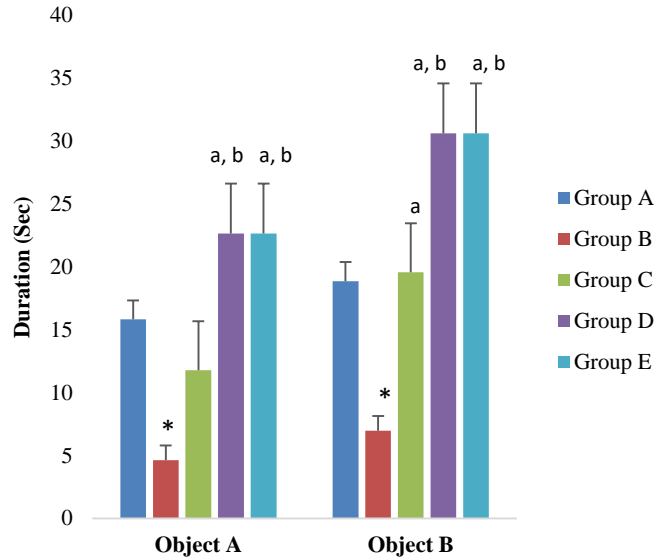 40
35
30
25
20
15
10
5
0
Duration (Sec)
a, b
a, b
*
a, b
a, b
a
*
Object A
Object B
Group A
Group B
Group C
Group D
Group E